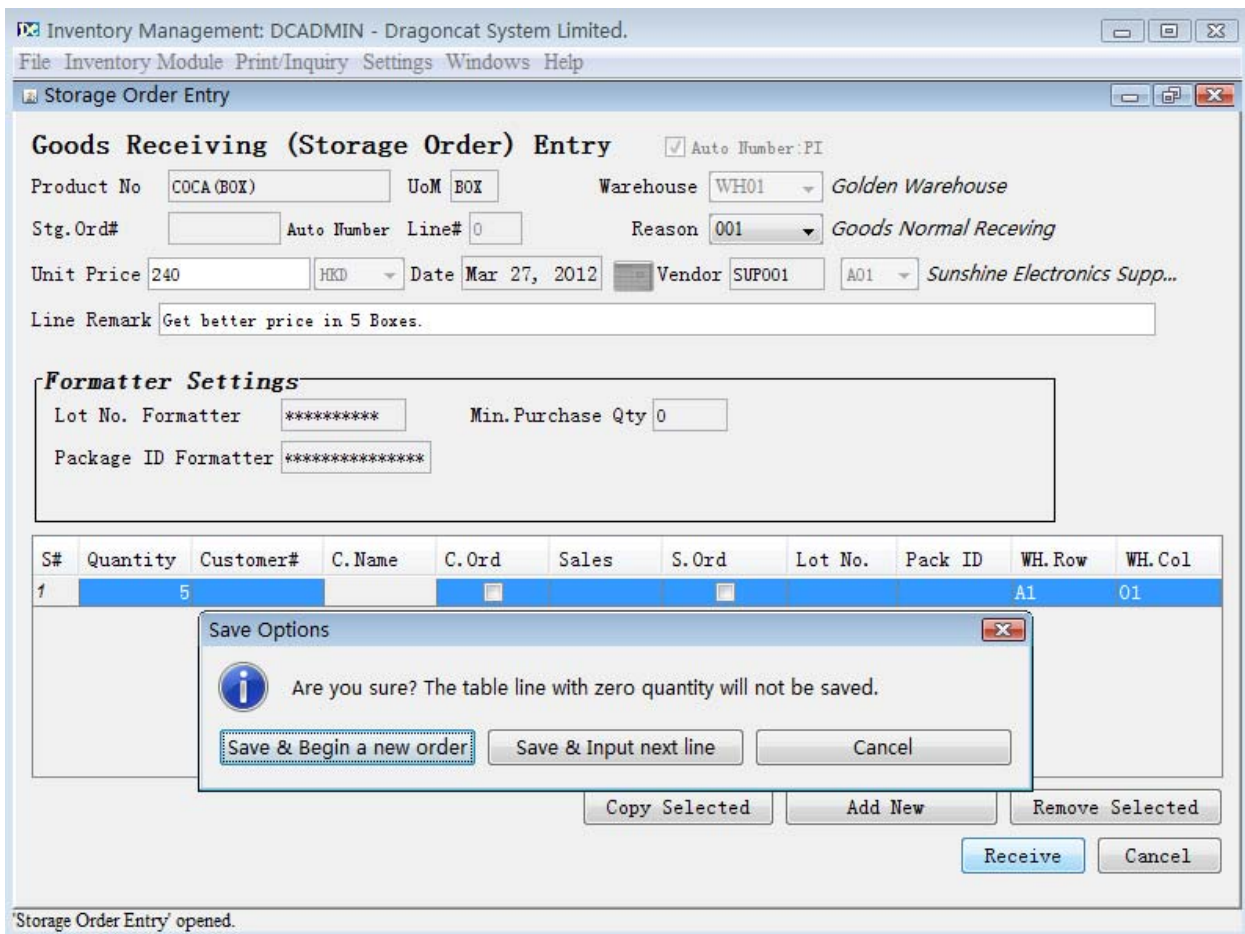 Inventory Management: DCADMIN - Dragoncat System Limited.
File Inventory Module Print/Inquiry Settings Windows Help
Storage Order Entry
Goods Receiving (Storage Order) Entry Auto Number:PI
Product No COCA(BOX) UoM BOX Warehouse WH01 Golden Warehouse
Stg.Ord# Auto Number Line# 0 Reason 001 Goods Normal Receving
Unit Price 240 HKD Date Mar 27, 2012 Vendor SUP001 A01 Sunshine Electronics Supp...
Line Remark Get better price in 5 Boxes.
Formatter Settings
Lot No. Formatter ********** Min.Purchase Qty 0
Package ID Formatter ***************
S# Quantity Customer# C.Name C.Ord Sales S.Ord Lot No. Pack ID WH.Row WH.Col
1 5 A1 01
Save Options
Are you sure? The table line with zero quantity will not be saved.
Save & Begin a new order Save & Input next line Cancel
Copy Selected Add New Remove Selected
Receive Cancel
'Storage Order Entry' opened.